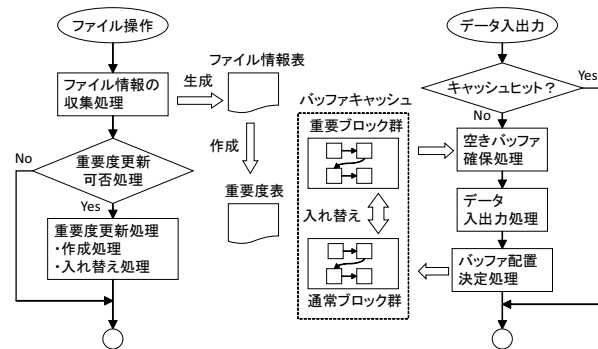 ファイル操作
ファイル情報の
収集処理
生成
ファイル情報表
No
重要度更新
可否処理
作成
重要度表
Yes
重要度更新処理
・作成処理
・入れ替え処理
バッファキャッシュ
重要ブロック群
入れ替え
通常ブロック群
データ入出力
キャッシュヒット？
Yes
No
空きバッファ
確保処理
データ
入出力処理
バッファ配置
決定処理